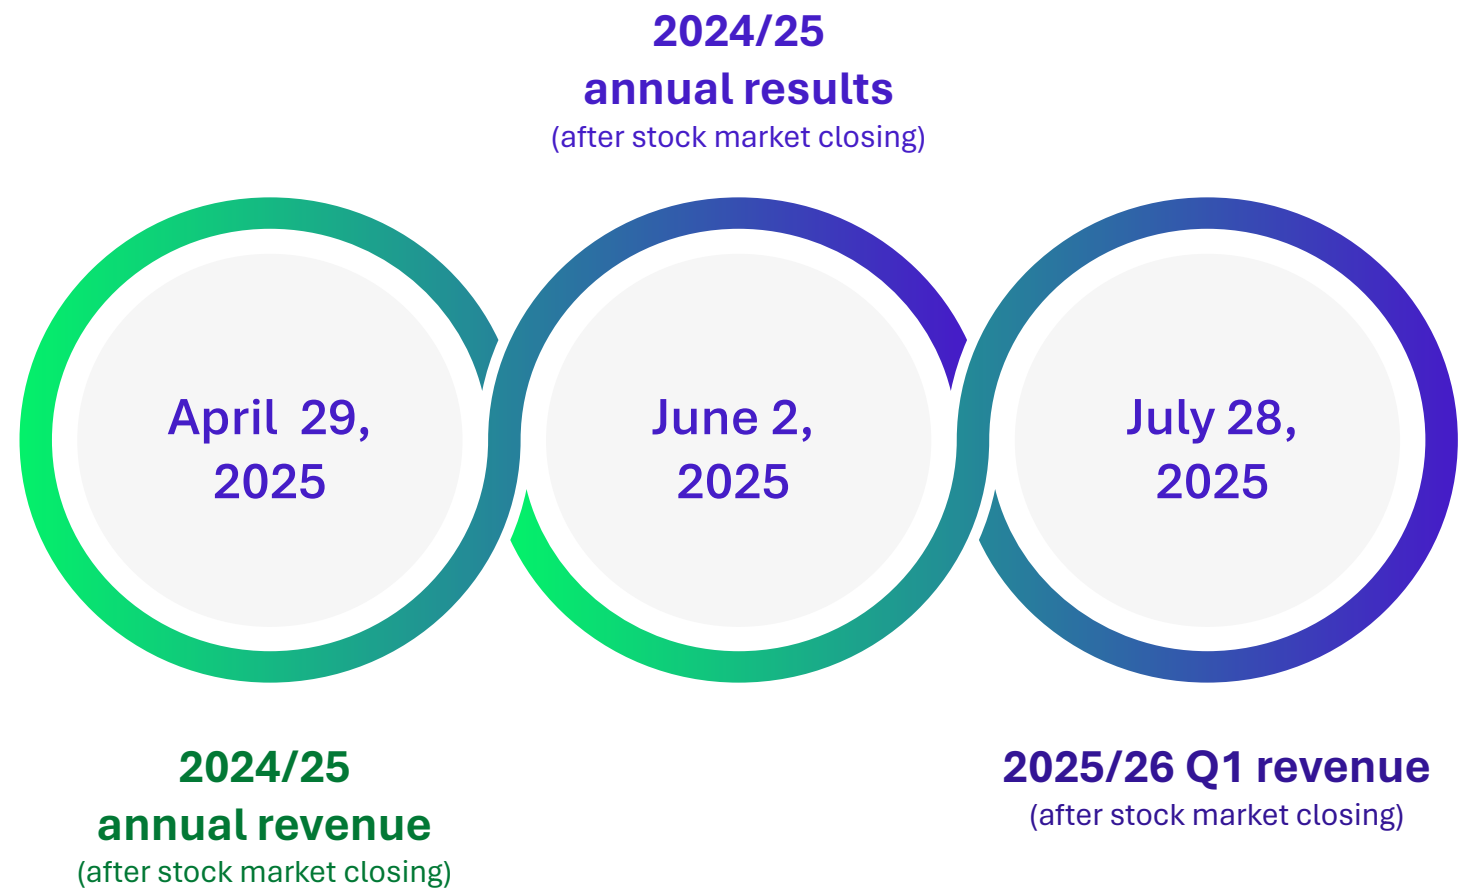 2024/25
annual results
(after stock market closing)
April 29,
2025
June 2,
2025
July 28,
2025
2024/25
annual revenue
(after stock market closing)
2025/26 Q1 revenue
(after stock market closing)